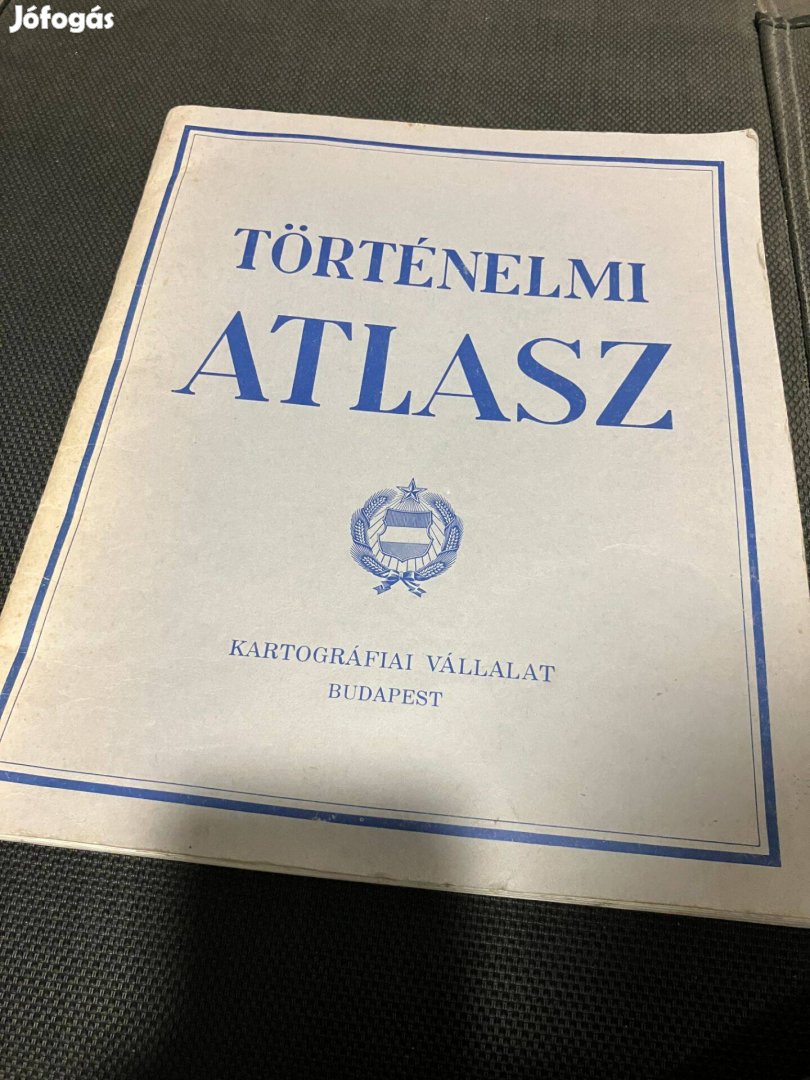 Jófogás
TÖRTÉNELMI
ATLASZ
KARTOGRÁFIAI VÁLLALAT
BUDAPEST